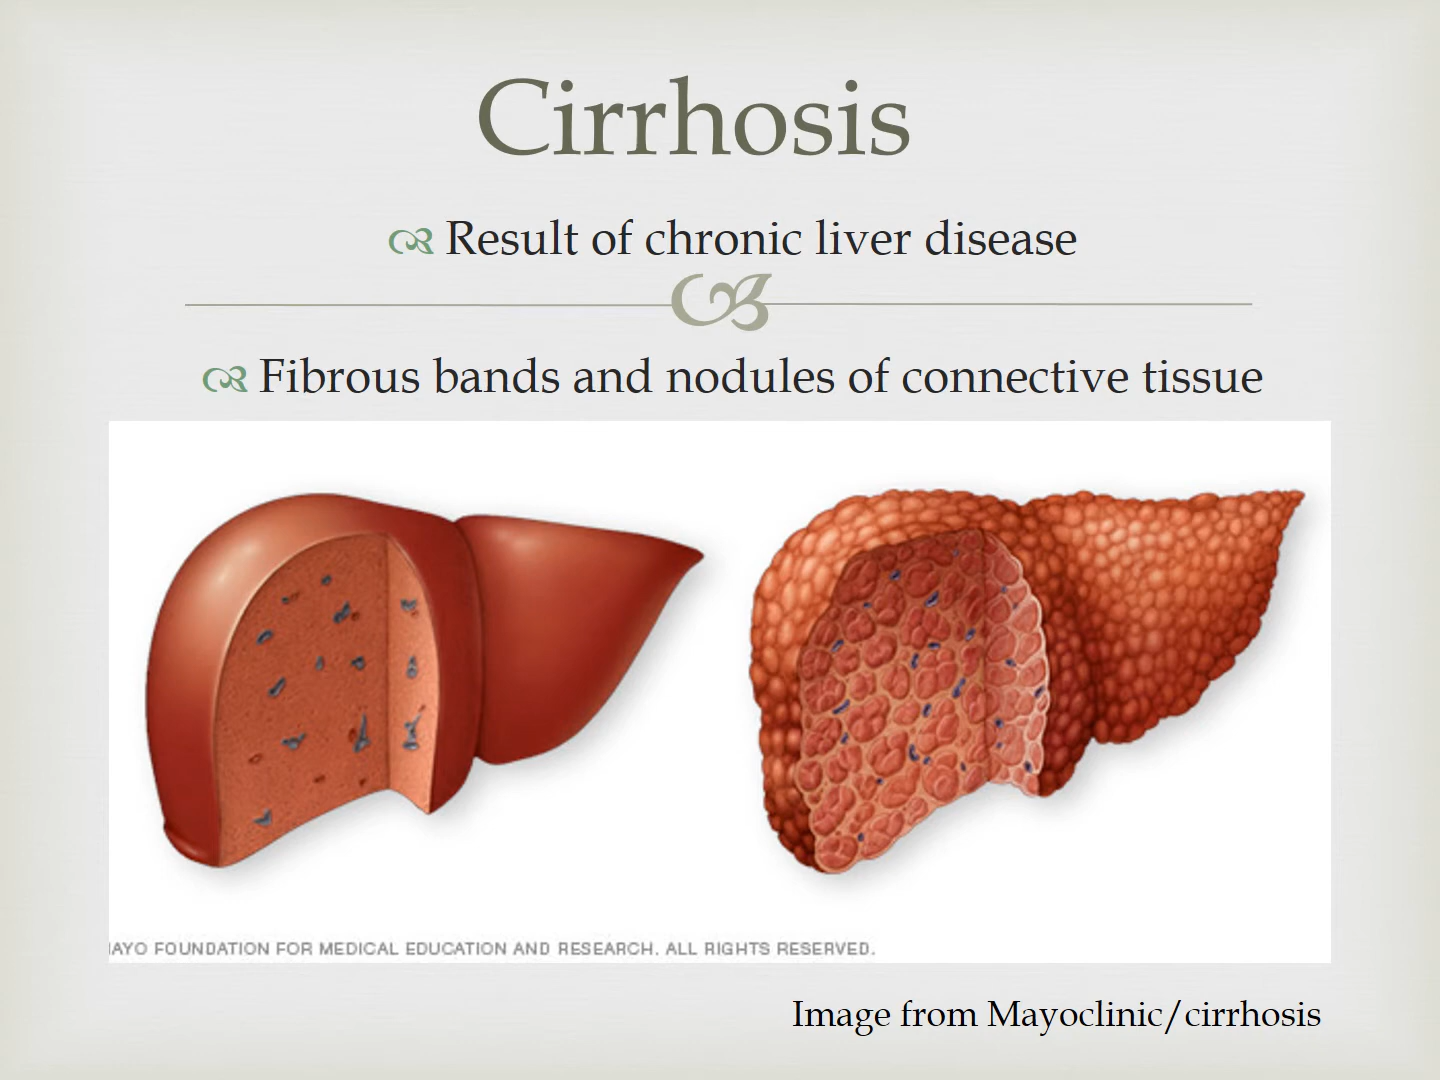 Cirrhosis
Result of chronic liver disease
Fibrous bands and nodules of connective tissue
AYO FOUNDATION FOR MEDICAL EDUCATION AND RESEARCH. ALL RIGHTS RESERVED.
Image from Mayoclinic/cirrhosis